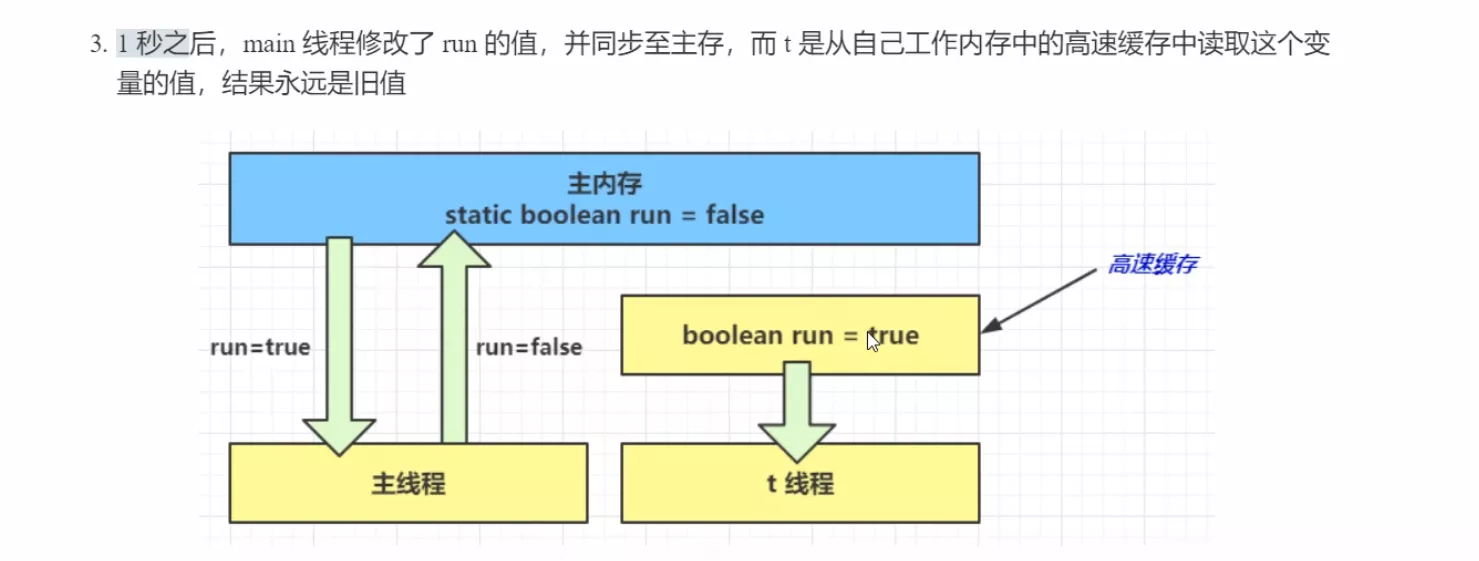 3. 1 秒之后，main 线程修改了 run 的值，并同步至主存，而 t 是从自己工作内存中的高速缓存中读取这个变
量的值，结果永远是旧值
主内存
static boolean run = false
高速缓存
boolean run = true
run=true
run=false
主线程
t 线程